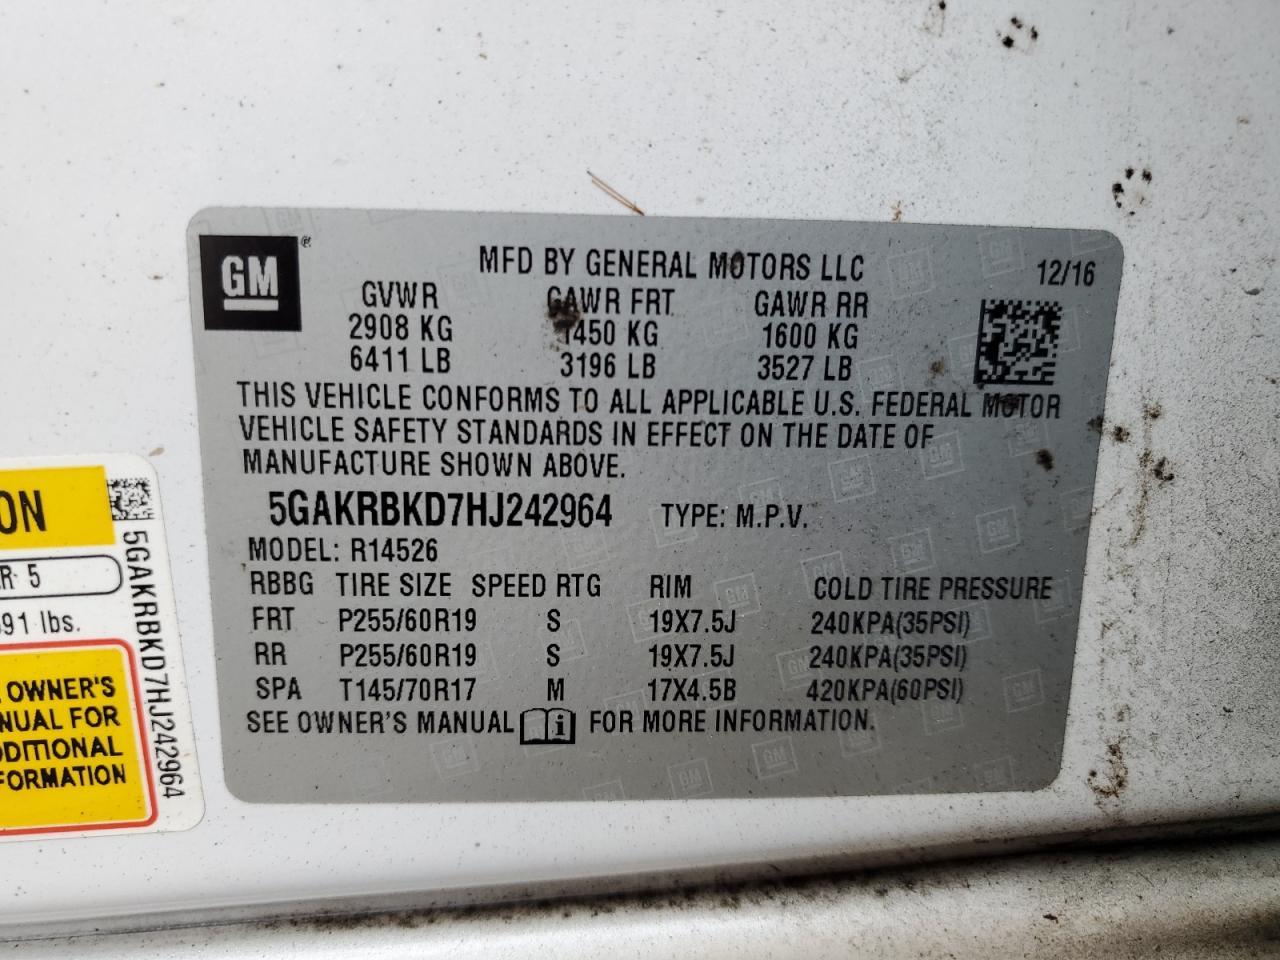 GM ®
MFD BY GENERAL MOTORS LLC 12/16
GVWR GAWR FRT GAWR RR
2908 KG 1450 KG 1600 KG
6411 LB 3196 LB 3527 LB
THIS VEHICLE CONFORMS TO ALL APPLICABLE U.S. FEDERAL MOTOR
VEHICLE SAFETY STANDARDS IN EFFECT ON THE DATE OF
MANUFACTURE SHOWN ABOVE.
5GAKRBKD7HJ242964 TYPE: M.P.V.
MODEL: R14526
RBBG TIRE SIZE SPEED RTG RIM COLD TIRE PRESSURE
FRT P255/60R19 S 19X7.5J 240KPA(35PSI)
RR P255/60R19 S 19X7.5J 240KPA(35PSI)
SPA T145/70R17 M 17X4.5B 420KPA(60PSI)
SEE OWNER'S MANUAL i FOR MORE INFORMATION.
ON
R 5
91 lbs.
OWNER'S
NUAL FOR
DDITIONAL
FORMATION
5GAKRBKD7HJ242964